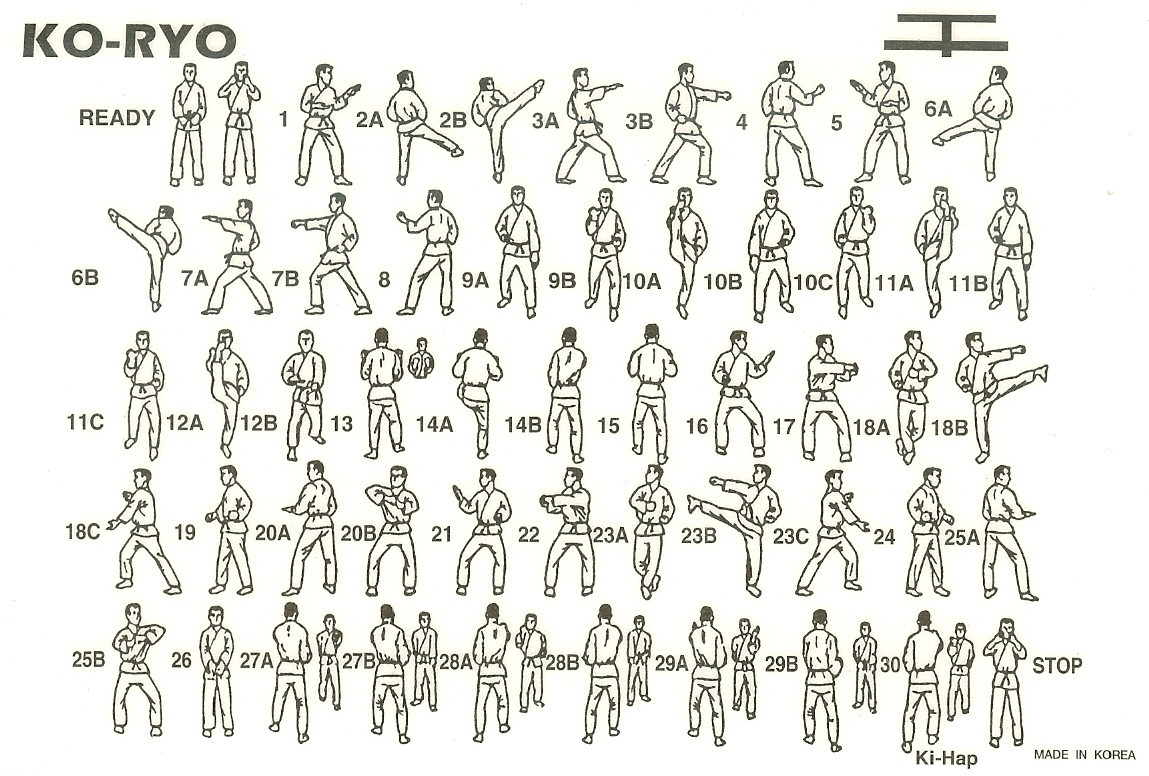 KO-RYO
READY 1 2A 2B 3A 3B 4 5 6A
6B 7A 7B 8 9A 9B 10A 10B 10C 11A 11B
11C 12A 12B 13 14A 14B 15 16 17 18A 18B
18C 19 20A 20B 21 22 23A 23B 23C 24 25A
25B 26 27A 27B 28A 28B 29A 29B 30 STOP
Ki-Hap
MADE IN KOREA